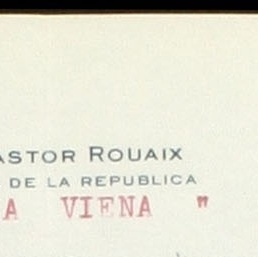 ASTOR ROUAIX
DE LA REPUBLICA
A VIENA "